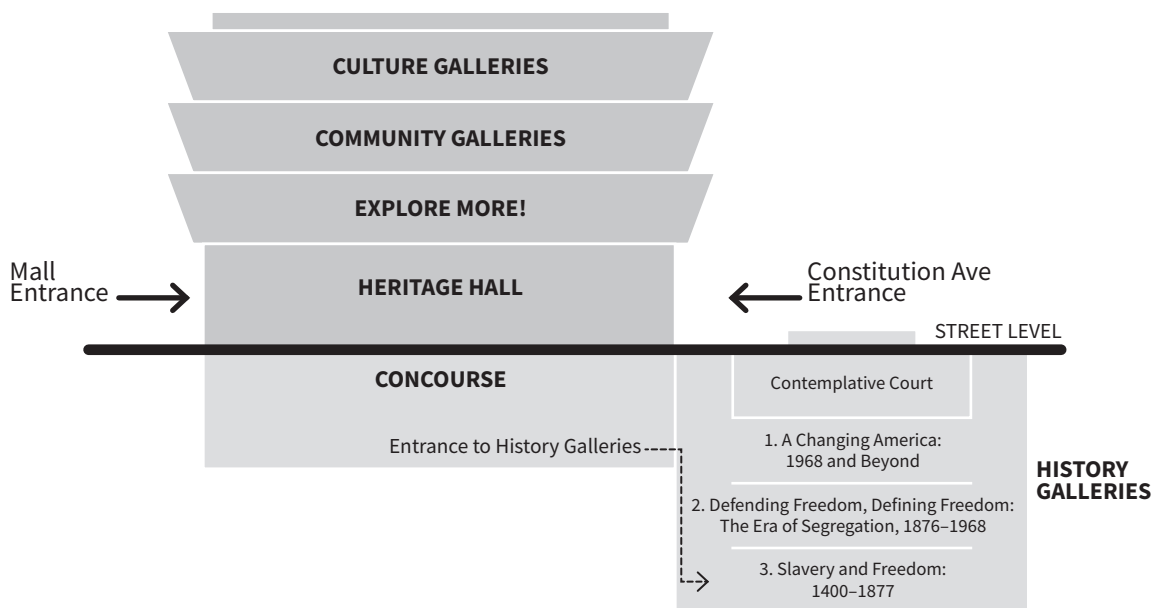 CULTURE GALLERIES
COMMUNITY GALLERIES
EXPLORE MORE!
Mall
Entrance
HERITAGE HALL
Constitution Ave
Entrance
STREET LEVEL
CONCOURSE
Entrance to History Galleries
Contemplative Court
1. A Changing America:
1968 and Beyond
2. Defending Freedom, Defining Freedom:
The Era of Segregation, 1876–1968
3. Slavery and Freedom:
1400–1877
HISTORY
GALLERIES